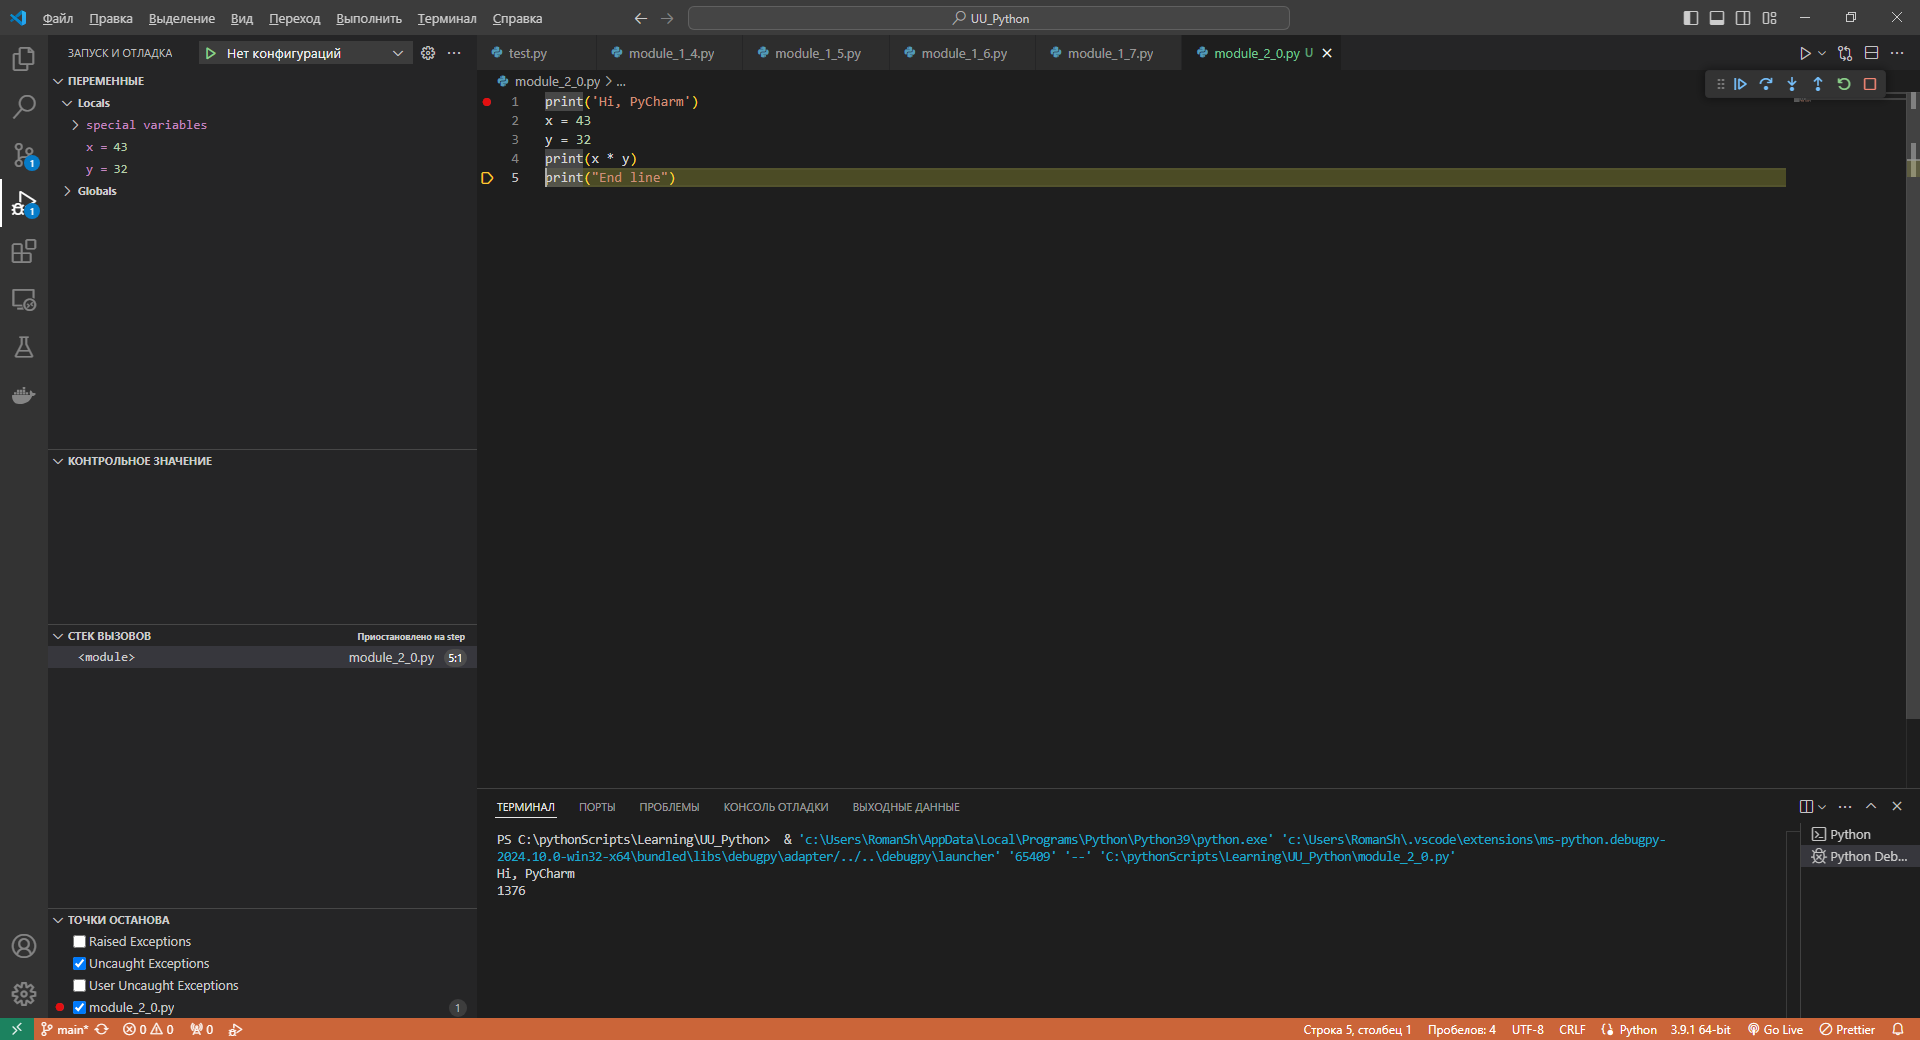 Файл Правка Выделение Вид Переход Выполнить Терминал Справка
UU_Python
ЗАПУСК И ОТЛАДКА
Нет конфигураций
ПЕРЕМЕННЫЕ
Locals
special variables
x = 43
y = 32
Globals
КОНТРОЛЬНОЕ ЗНАЧЕНИЕ
СТЕК ВЫЗОВОВ Приостановлено на step
<module> module_2_0.py 5:1
ТОЧКИ ОСТАНОВА
Raised Exceptions
Uncaught Exceptions
User Uncaught Exceptions
module_2_0.py 1
test.py module_1_4.py module_1_5.py module_1_6.py module_1_7.py module_2_0.py U
module_2_0.py > ...
1 print('Hi, PyCharm')
2 x = 43
3 y = 32
4 print(x * y)
5 print("End line")
ТЕРМИНАЛ ПОРТЫ ПРОБЛЕМЫ КОНСОЛЬ ОТЛАДКИ ВЫХОДНЫЕ ДАННЫЕ
PS C:\pythonScripts\Learning\UU_Python> & 'c:\Users\RomanSh\AppData\Local\Programs\Python\Python39\python.exe' 'c:\Users\RomanSh\.vscode\extensions\ms-python.debugpy-
2024.10.0-win32-x64\bundled\libs\debugpy\adapter/../..\debugpy\launcher' '65409' '--' 'C:\pythonScripts\Learning\UU_Python\module_2_0.py'
Hi, PyCharm
1376
Python
Python Deb...
1
1
main* 0 0 0
Строка 5, столбец 1 Пробелов: 4 UTF-8 CRLF Python 3.9.1 64-bit Go Live Prettier